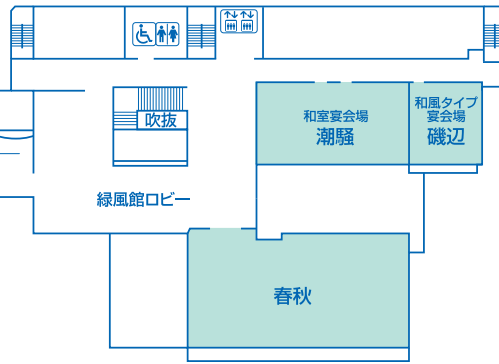 吹抜
和室宴会場
潮騒
和風タイプ
宴会場
磯辺
緑風館ロビー
春秋